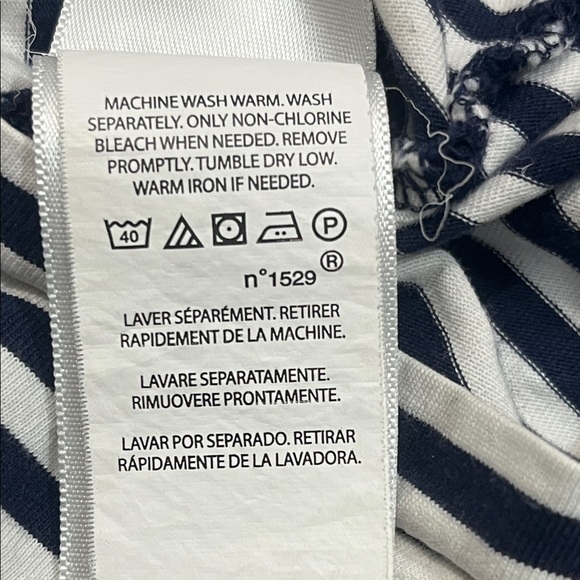 MACHINE WASH WARM. WASH
SEPARATELY. ONLY NON-CHLORINE
BLEACH WHEN NEEDED. REMOVE
PROMPTLY. TUMBLE DRY LOW.
WARM IRON IF NEEDED.
40 P
n°1529 ®
LAVER SÉPARÉMENT. RETIRER
RAPIDEMENT DE LA MACHINE.
LAVARE SEPARATAMENTE.
RIMUOVERE PRONTAMENTE.
LAVAR POR SEPARADO. RETIRAR
RÁPIDAMENTE DE LA LAVADORA.